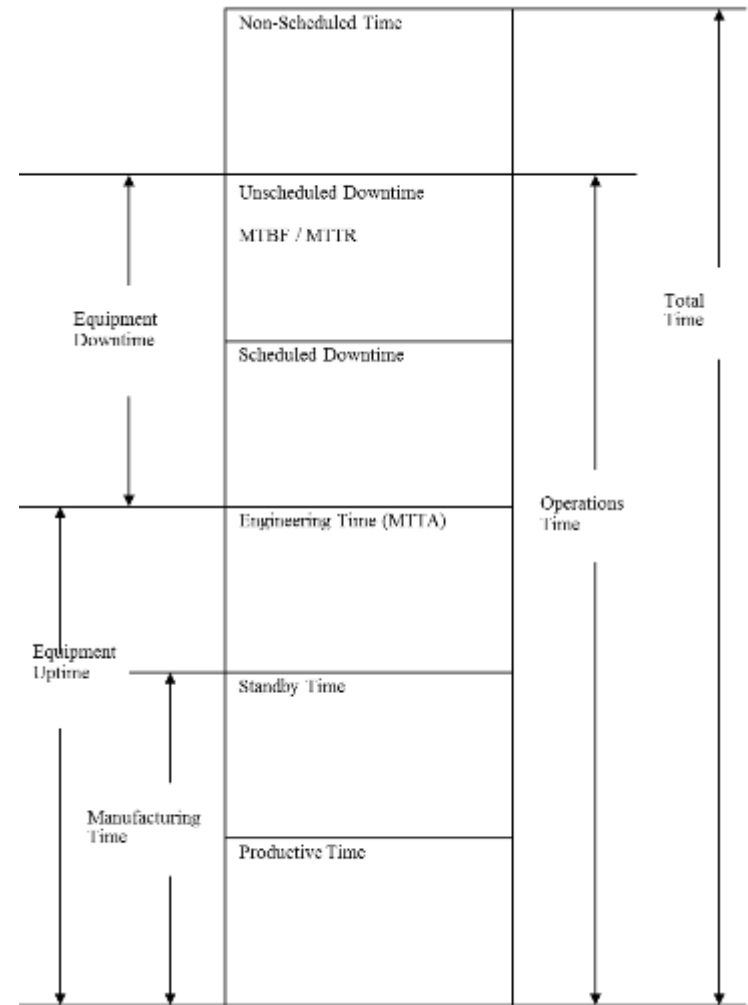 Non-Scheduled Time
Unscheduled Downtime
MTBF / MTTR
Total
Time
Equipment
Downtime
Scheduled Downtime
Operations
Time
Engineering Time (MTTA)
Equipment
Uptime
Standby Time
Manufacturing
Time
Productive Time